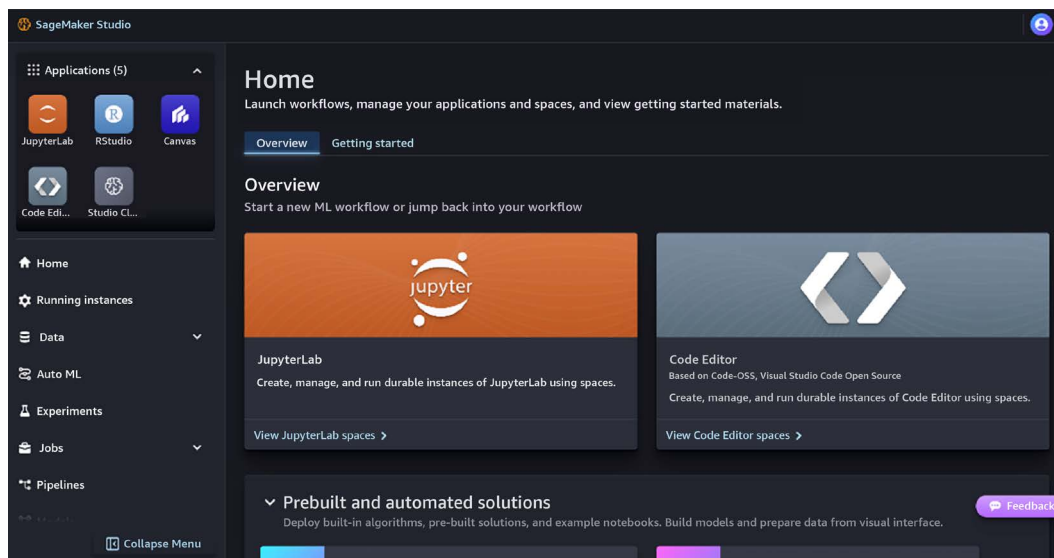 SageMaker Studio
Applications (5)
JupyterLab
RStudio
Canvas
Code Edi...
Studio Cl...
Home
Running instances
Data
Auto ML
Experiments
Jobs
Pipelines
Collapse Menu
Home
Launch workflows, manage your applications and spaces, and view getting started materials.
Overview
Getting started
Overview
Start a new ML workflow or jump back into your workflow
jupyter
JupyterLab
Create, manage, and run durable instances of JupyterLab using spaces.
View JupyterLab spaces
Code Editor
Based on Code-OSS, Visual Studio Code Open Source
Create, manage, and run durable instances of Code Editor using spaces.
View Code Editor spaces
Prebuilt and automated solutions
Deploy built-in algorithms, pre-built solutions, and example notebooks. Build models and prepare data from visual interface.
Feedback